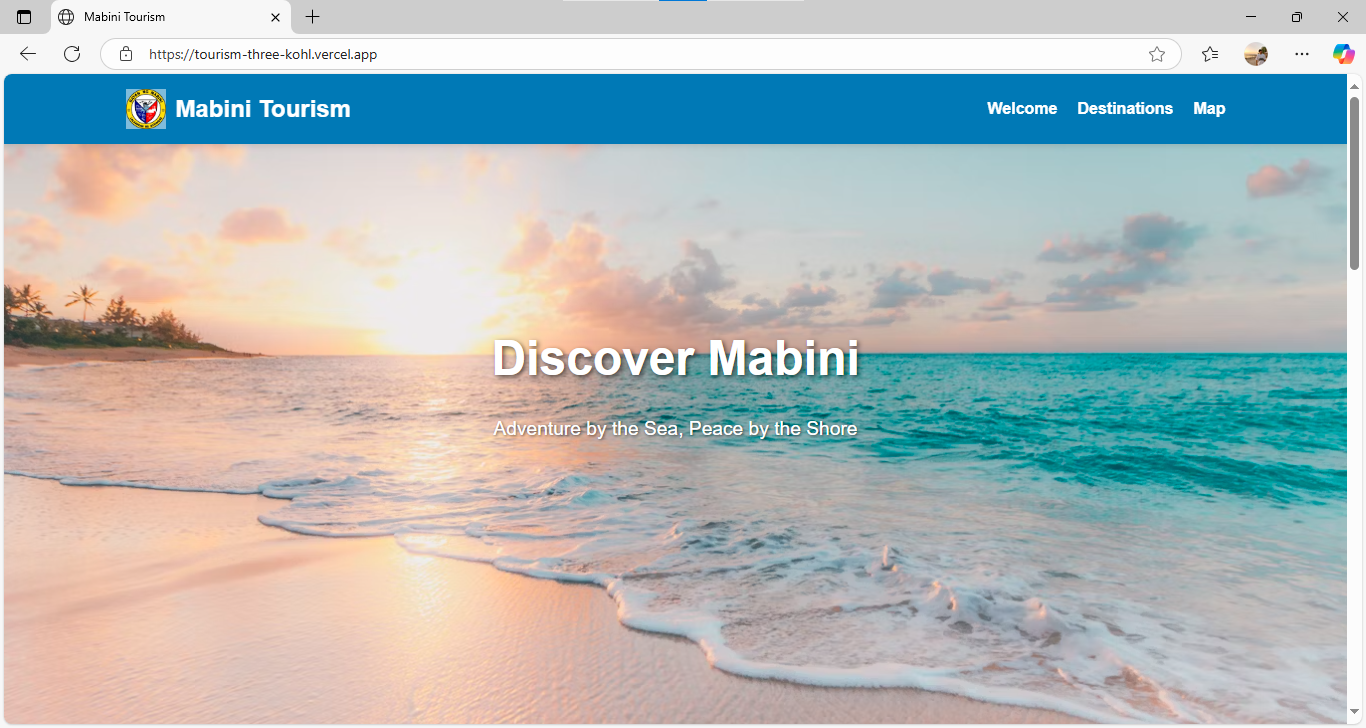 Mabini Tourism
https://tourism-three-kohl.vercel.app
Mabini Tourism
Welcome Destinations Map
Discover Mabini
Adventure by the Sea, Peace by the Shore